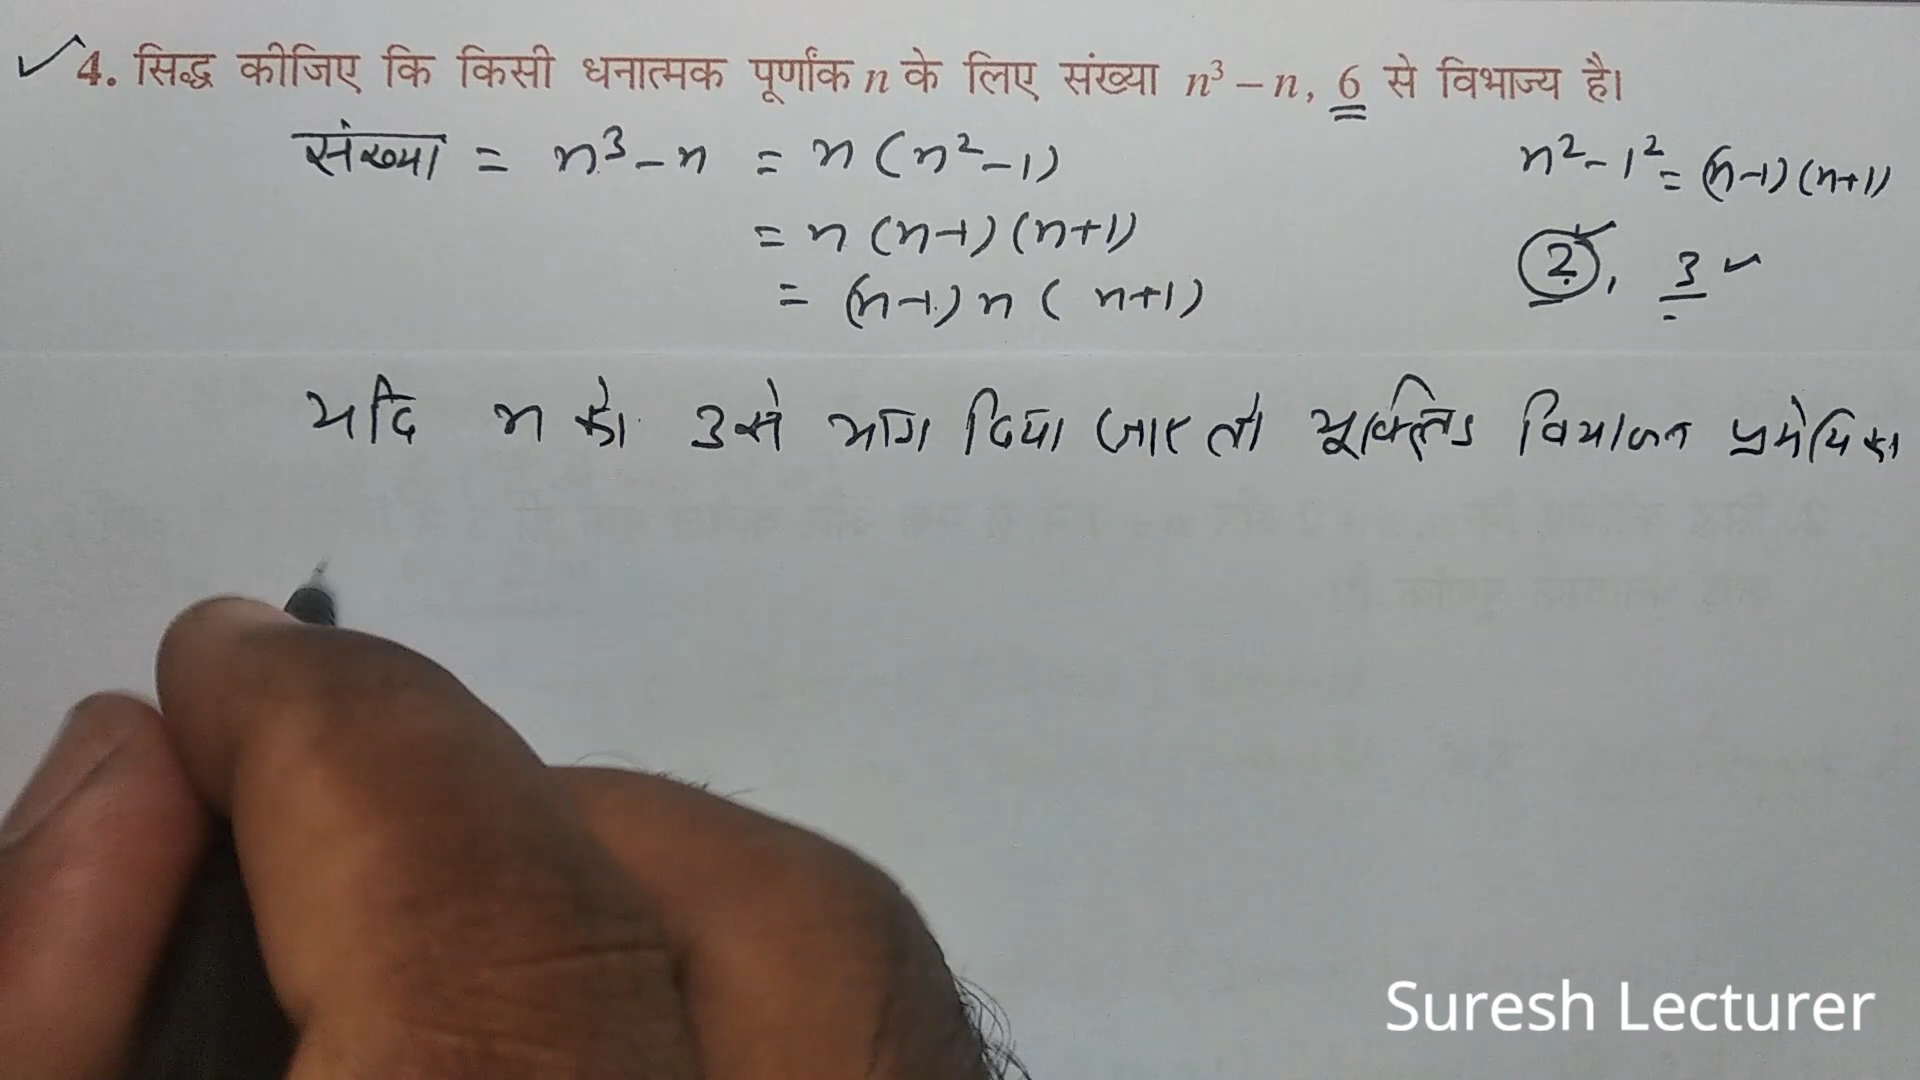 4. सिद्ध कीजिए कि किसी धनात्मक पूर्णांक n के लिए संख्या n³ – n, 6 से विभाज्य है।
संख्या = n³ – n = n (n² – 1)
n² – 1² = (n–1) (n+1)
= n (n–1) (n+1)
2, 3
= (n–1) n ( n+1)
यदि n को 3 से भाग दिया जाए तो यूक्लिड विभाजन प्रमेयिका
Suresh Lecturer